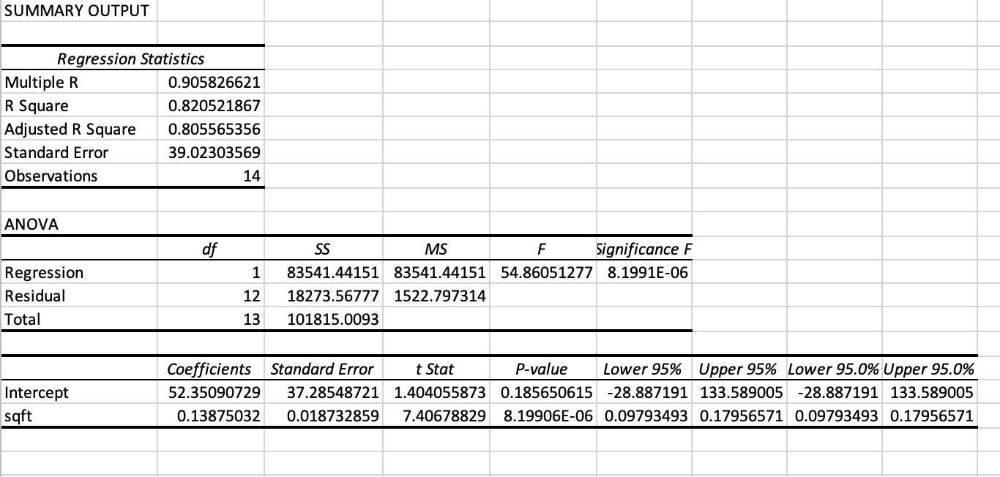 SUMMARY OUTPUT
Regression Statistics
Multiple R 0.905826621
R Square 0.820521867
Adjusted R Square 0.805565356
Standard Error 39.02303569
Observations 14
ANOVA
df SS MS F Significance F
Regression 1 83541.44151 83541.44151 54.86051277 8.1991E-06
Residual 12 18273.56777 1522.797314
Total 13 101815.0093
Coefficients Standard Error t Stat P-value Lower 95% Upper 95% Lower 95.0% Upper 95.0%
Intercept 52.35090729 37.28548721 1.404055873 0.185650615 -28.887191 133.589005 -28.887191 133.589005
sqft 0.13875032 0.018732859 7.40678829 8.19906E-06 0.09793493 0.17956571 0.09793493 0.17956571